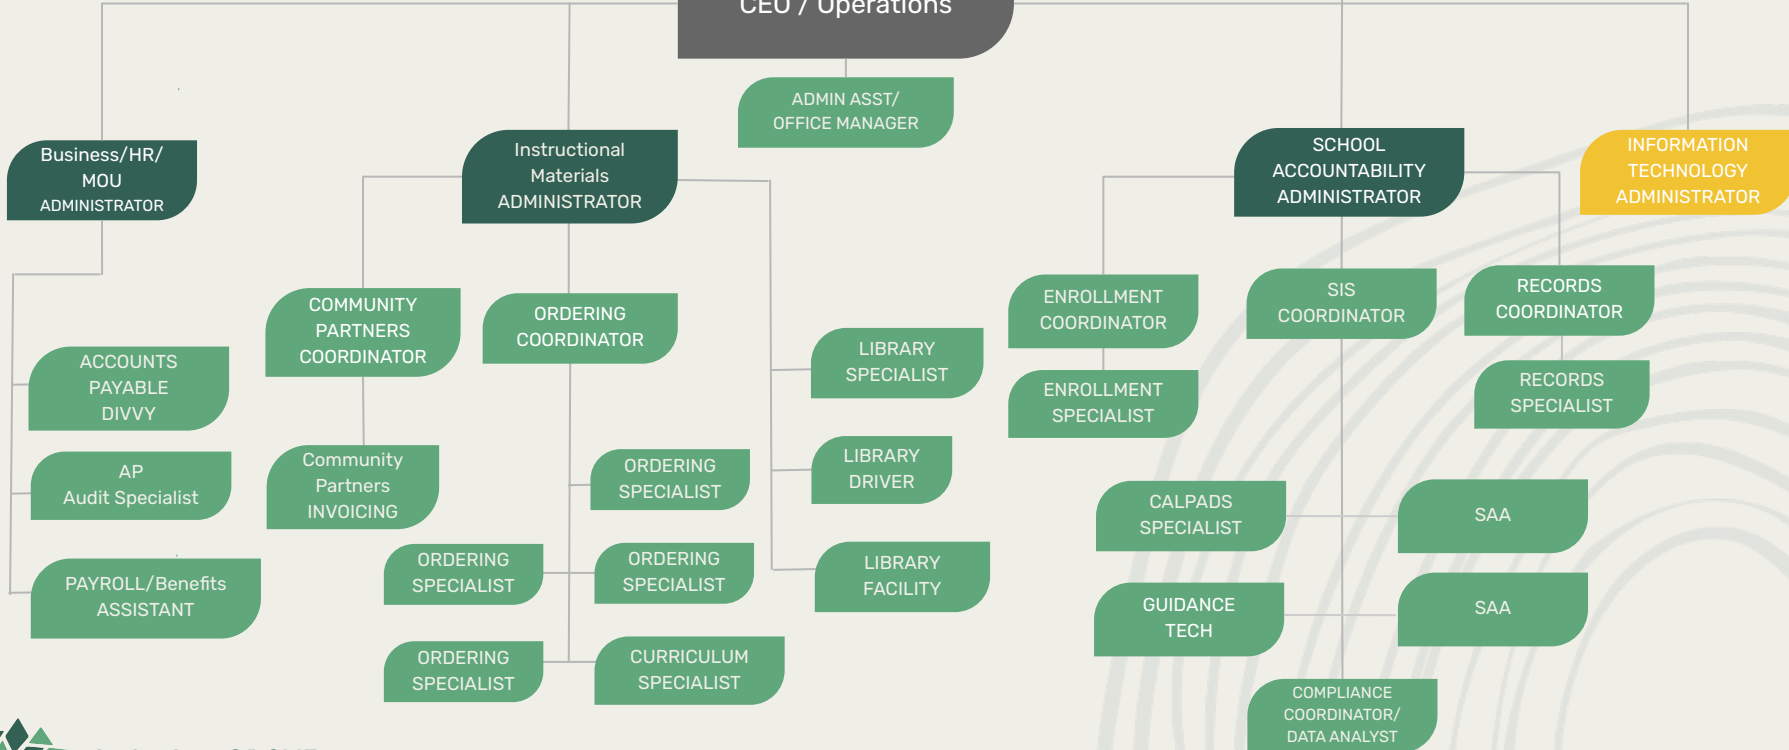 CEO / Operations
ADMIN ASST/
OFFICE MANAGER
Business/HR/
MOU
ADMINISTRATOR
Instructional
Materials
ADMINISTRATOR
SCHOOL
ACCOUNTABILITY
ADMINISTRATOR
INFORMATION
TECHNOLOGY
ADMINISTRATOR
ACCOUNTS
PAYABLE
DIVVY
AP
Audit Specialist
PAYROLL/Benefits
ASSISTANT
COMMUNITY
PARTNERS
COORDINATOR
Community
Partners
INVOICING
ORDERING
COORDINATOR
ORDERING
SPECIALIST
ORDERING
SPECIALIST
ORDERING
SPECIALIST
ORDERING
SPECIALIST
CURRICULUM
SPECIALIST
LIBRARY
SPECIALIST
LIBRARY
DRIVER
LIBRARY
FACILITY
ENROLLMENT
COORDINATOR
ENROLLMENT
SPECIALIST
SIS
COORDINATOR
RECORDS
COORDINATOR
RECORDS
SPECIALIST
CALPADS
SPECIALIST
SAA
GUIDANCE
TECH
SAA
COMPLIANCE
COORDINATOR/
DATA ANALYST